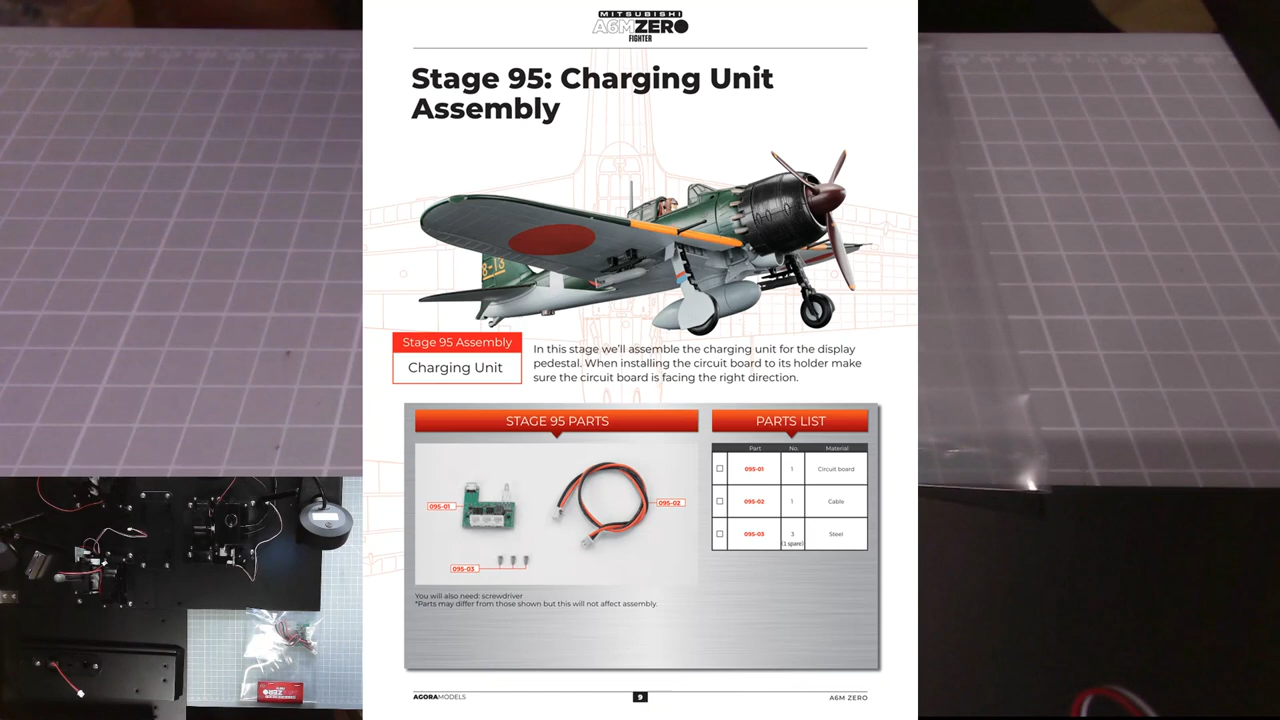 MITSUBISHI
A6MZERO
FIGHTER
Stage 95: Charging Unit
Assembly
8-13
Stage 95 Assembly
Charging Unit
In this stage we'll assemble the charging unit for the display
pedestal. When installing the circuit board to its holder make
sure the circuit board is facing the right direction.
STAGE 95 PARTS
PARTS LIST
Part No. Material
095-01 1 Circuit board
095-02 1 Cable
095-03 3 Steel
(1 spare)
095-01
095-02
095-03
You will also need: screwdriver
*Parts may differ from those shown but this will not affect assembly.
AGORAMODELS
9
A6M ZERO
ZERO